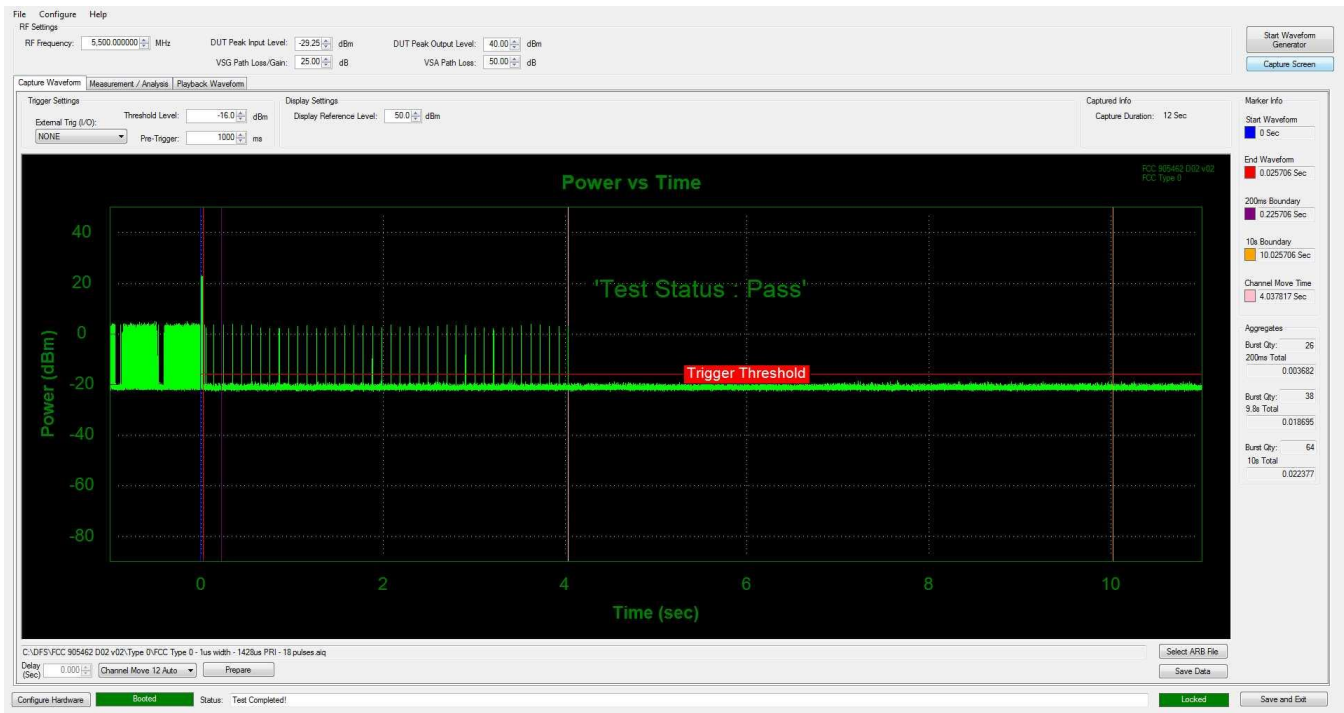 File Configure Help
RF Settings
RF Frequency: 5,500.000000 MHz DUT Peak Input Level: -29.25 dBm DUT Peak Output Level: 40.00 dBm
VSG Path Loss/Gain: 25.00 dB VSA Path Loss: 50.00 dB
Start Waveform
Generator
Capture Screen
Capture Waveform Measurement / Analysis Playback Waveform
Trigger Settings
External Trig (I/O): Threshold Level: -16.0 dBm
NONE Pre-Trigger: 1000 ms
Display Settings
Display Reference Level: 50.0 dBm
Captured Info
Capture Duration: 12 Sec
Marker Info
Start Waveform
0 Sec
End Waveform
0.025706 Sec
200ms Boundary
0.225706 Sec
10s Boundary
10.025706 Sec
Channel Move Time
4.037817 Sec
Aggregates
Burst Qty: 26
200ms Total
0.003682
Burst Qty: 38
9.8s Total
0.018695
Burst Qty: 64
10s Total
0.022377
FCC 905462 D02 v02
FCC Type 0
Power vs Time
'Test Status : Pass'
Trigger Threshold
Power (dBm)
40
20
0
-20
-40
-60
-80
0 2 4 6 8 10
Time (sec)
C:\DFS\FCC 905462 D02 v02\Type 0\FCC Type 0 - 1us width - 1428us PRI - 18 pulses.aiq
Select ARB File
Delay
(Sec) 0.000 Channel Move 12 Auto Prepare
Save Data
Configure Hardware Booted Status: Test Completed! Locked Save and Exit